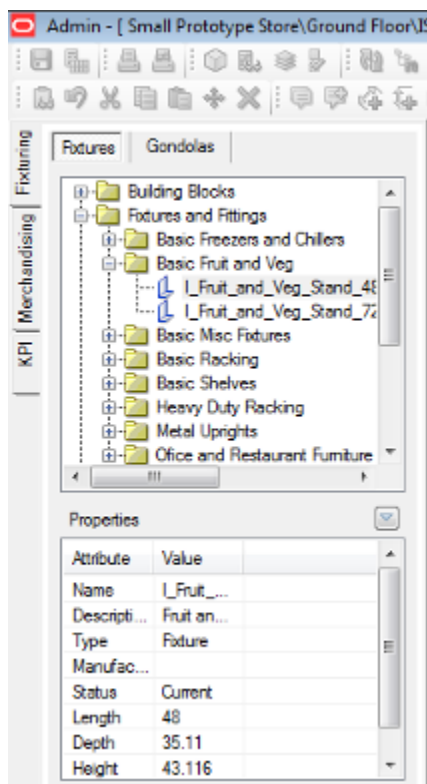 Admin - [ Small Prototype Store\Ground Floor\IS
Fixturing
Merchandising
KPI
Fixtures
Gondolas
Building Blocks
Fixtures and Fittings
Basic Freezers and Chillers
Basic Fruit and Veg
I_Fruit_and_Veg_Stand_48
I_Fruit_and_Veg_Stand_72
Basic Misc Fixtures
Basic Racking
Basic Shelves
Heavy Duty Racking
Metal Uprights
Ofice and Restaurant Furniture
Properties
Attribute Value
Name I_Fruit_...
Descripti... Fruit an...
Type Fixture
Manufac...
Status Current
Length 48
Depth 35.11
Height 43.116